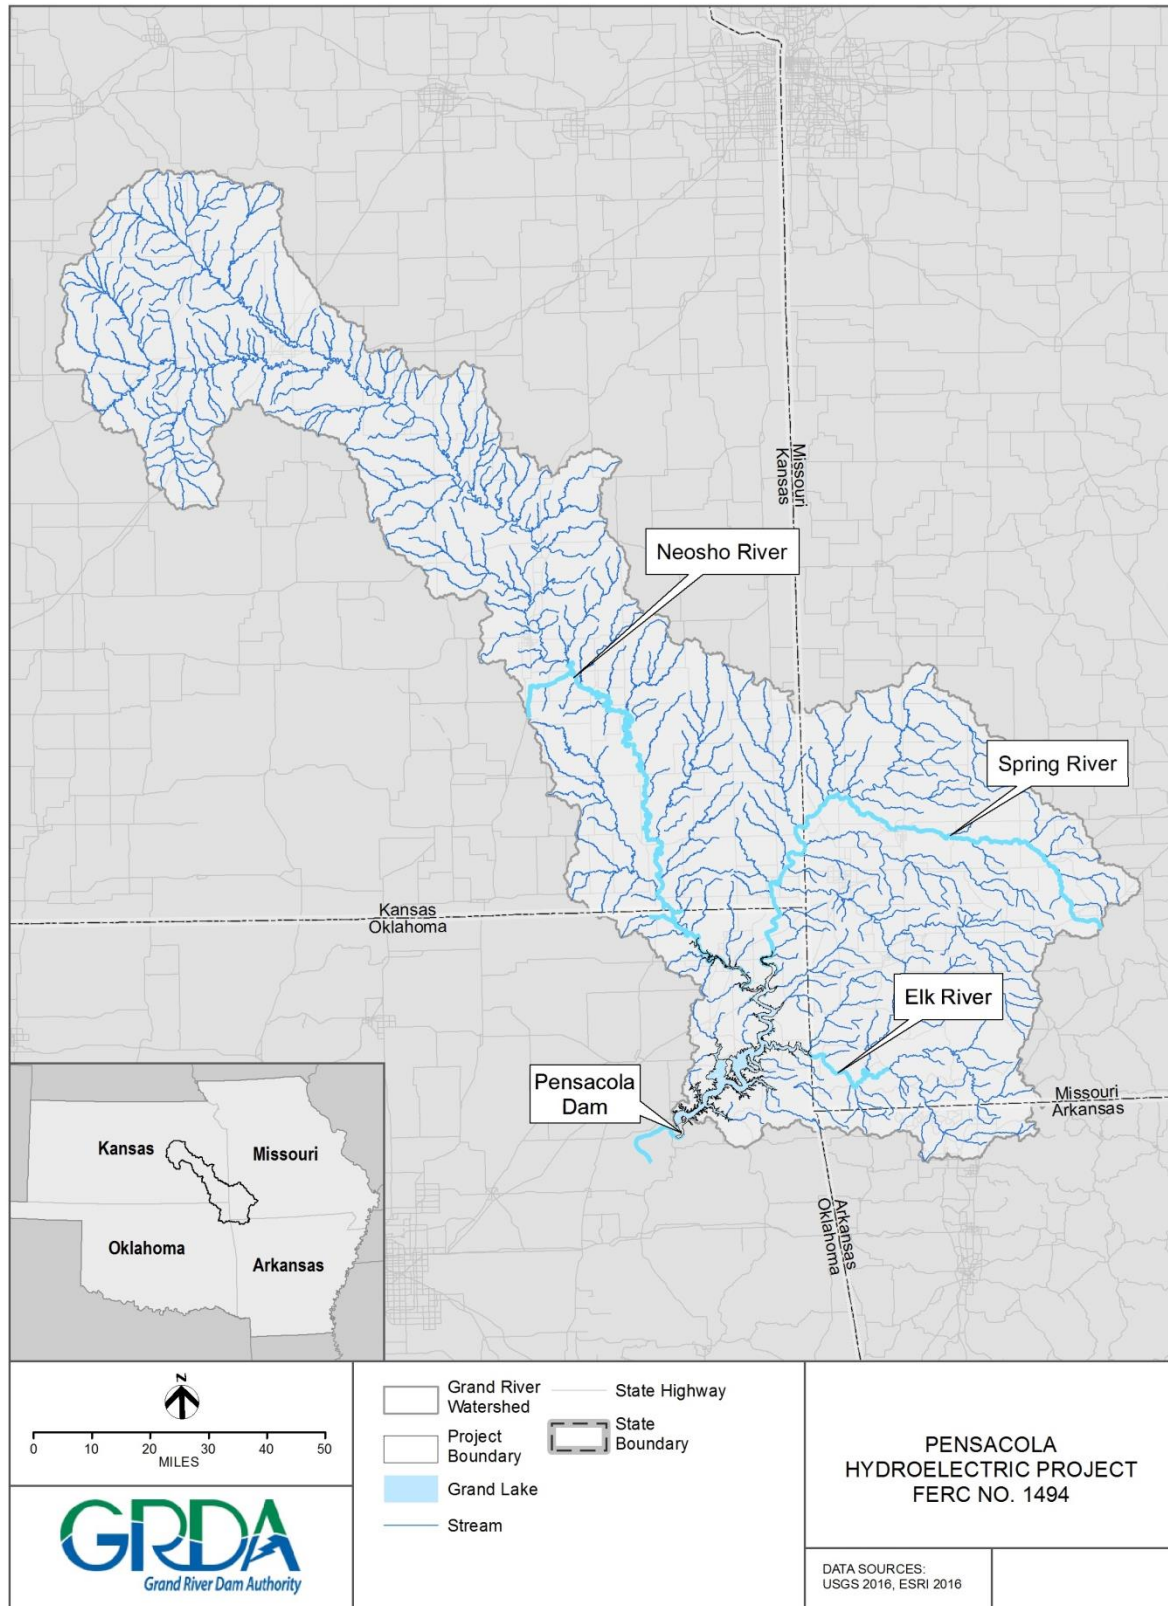 Missouri
Kansas
Neosho River
Spring River
Kansas
Oklahoma
Elk River
Pensacola
Dam
Missouri
Arkansas
Arkansas
Oklahoma
Kansas
Missouri
Oklahoma
Arkansas
N
0 10 20 30 40 50
MILES
GRDA
Grand River Dam Authority
Grand River
Watershed
Project
Boundary
Grand Lake
Stream
State Highway
State
Boundary
PENSACOLA
HYDROELECTRIC PROJECT
FERC NO. 1494
DATA SOURCES:
USGS 2016, ESRI 2016